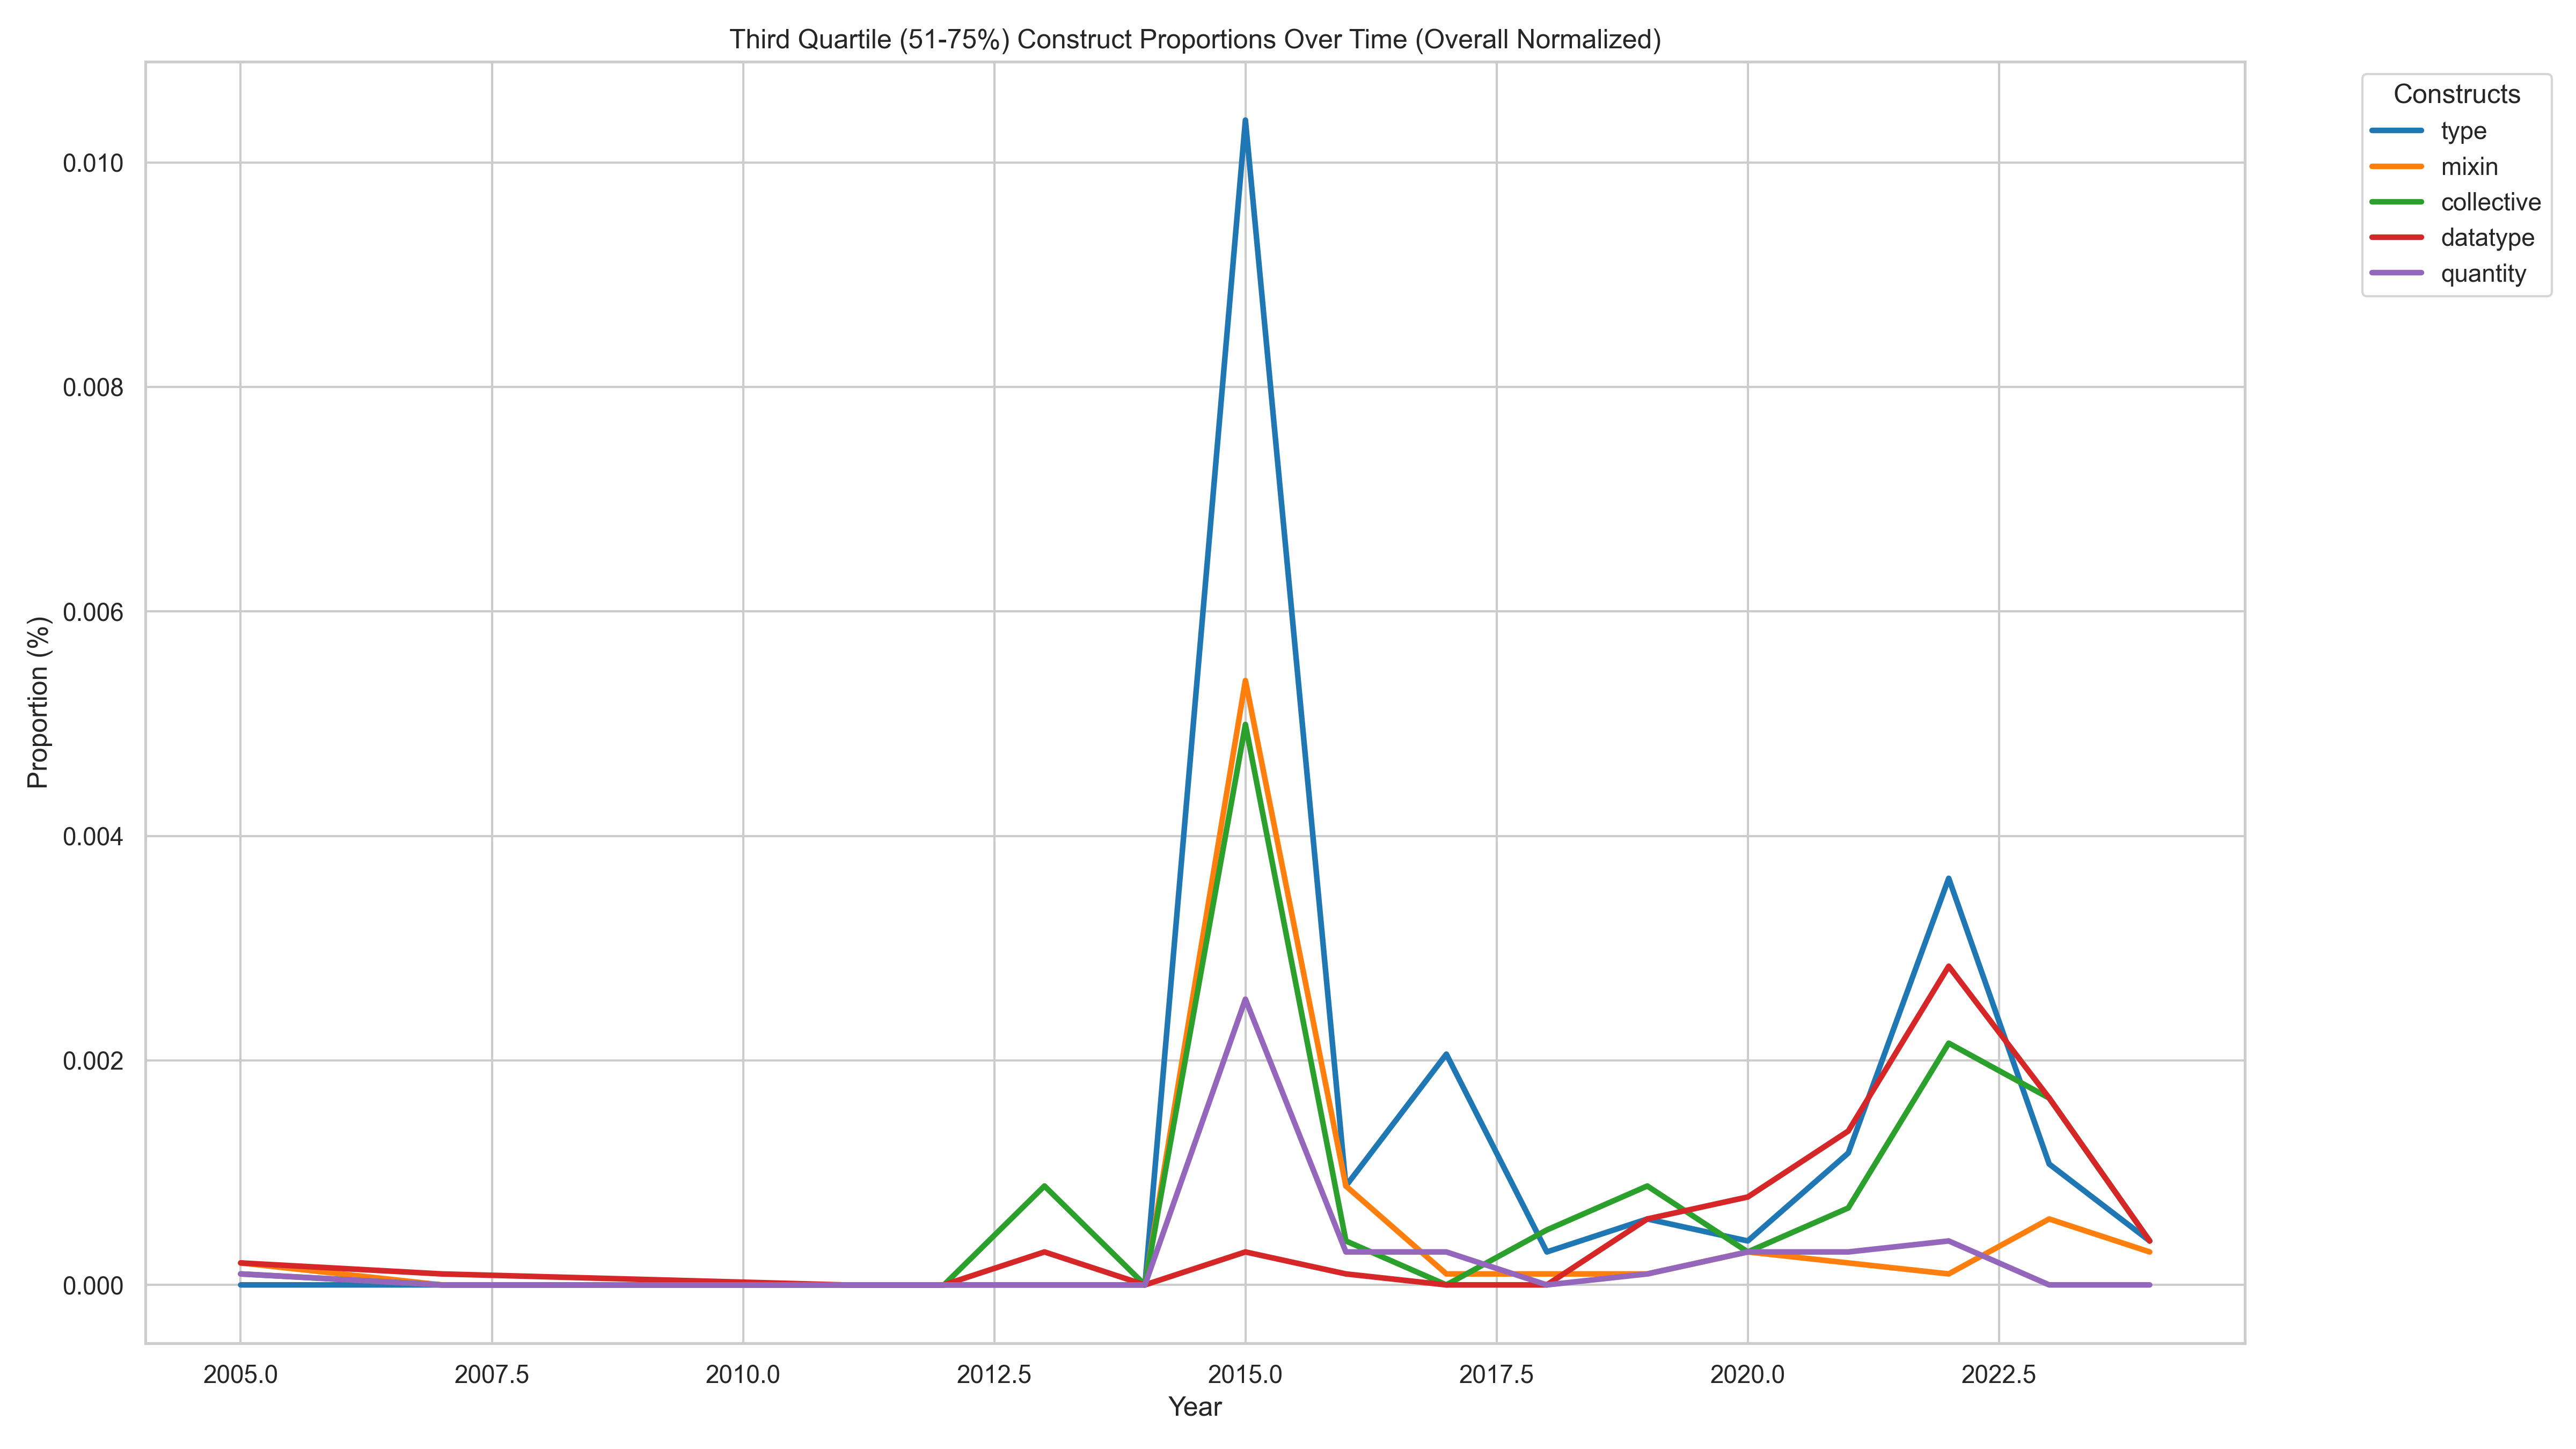 Third Quartile (51-75%) Construct Proportions Over Time (Overall Normalized)
Constructs
type
mixin
collective
datatype
quantity
Proportion (%)
0.010
0.008
0.006
0.004
0.002
0.000
2005.0 2007.5 2010.0 2012.5 2015.0 2017.5 2020.0 2022.5
Year